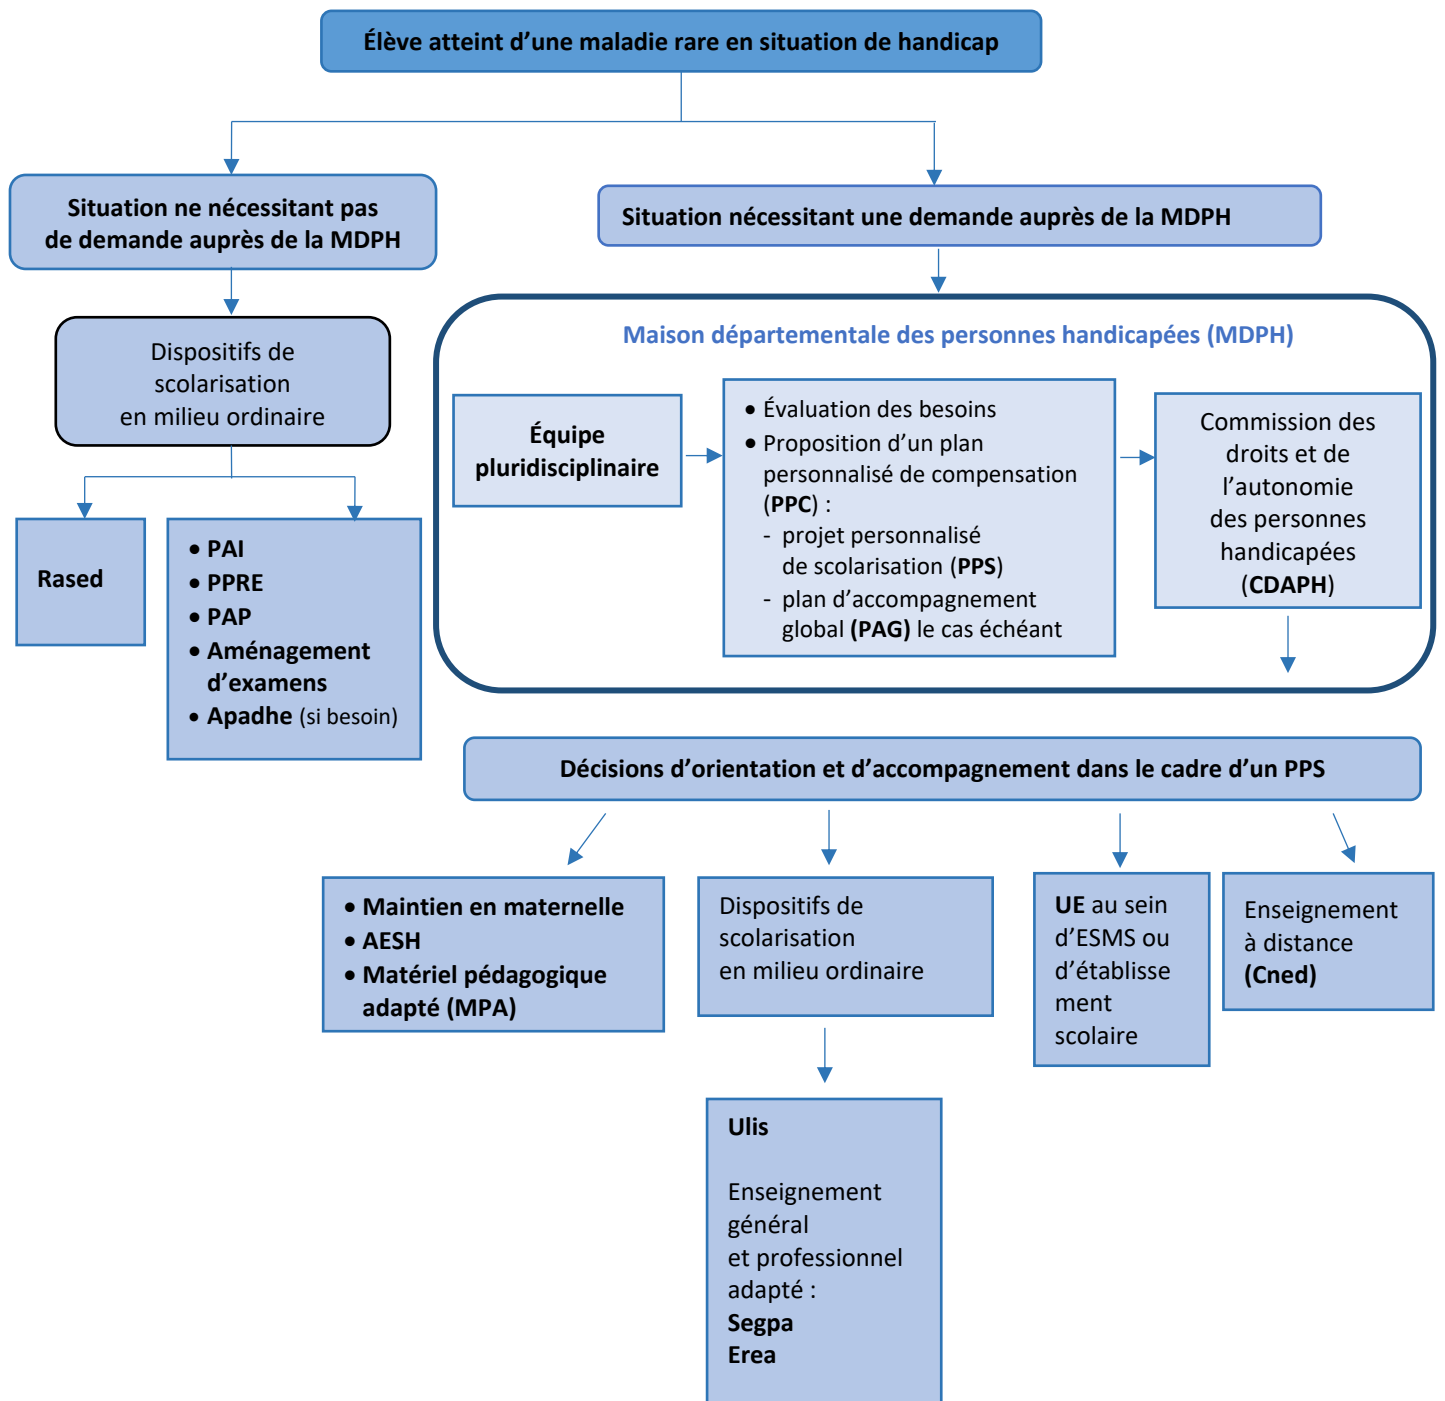 Élève atteint d’une maladie rare en situation de handicap
Situation ne nécessitant pas
de demande auprès de la MDPH
Situation nécessitant une demande auprès de la MDPH
Dispositifs de
scolarisation
en milieu ordinaire
Rased
• PAI
• PPRE
• PAP
• Aménagement
d’examens
• Apadhe (si besoin)
Maison départementale des personnes handicapées (MDPH)
Équipe
pluridisciplinaire
• Évaluation des besoins
• Proposition d’un plan
personnalisé de compensation
(PPC) :
- projet personnalisé
de scolarisation (PPS)
- plan d’accompagnement
global (PAG) le cas échéant
Commission des
droits et de
l’autonomie
des personnes
handicapées
(CDAPH)
Décisions d’orientation et d’accompagnement dans le cadre d’un PPS
• Maintien en maternelle
• AESH
• Matériel pédagogique
adapté (MPA)
Dispositifs de
scolarisation
en milieu ordinaire
UE au sein
d’ESMS ou
d’établisse
ment
scolaire
Enseignement
à distance
(Cned)
Ulis
Enseignement
général
et professionnel
adapté :
Segpa
Erea